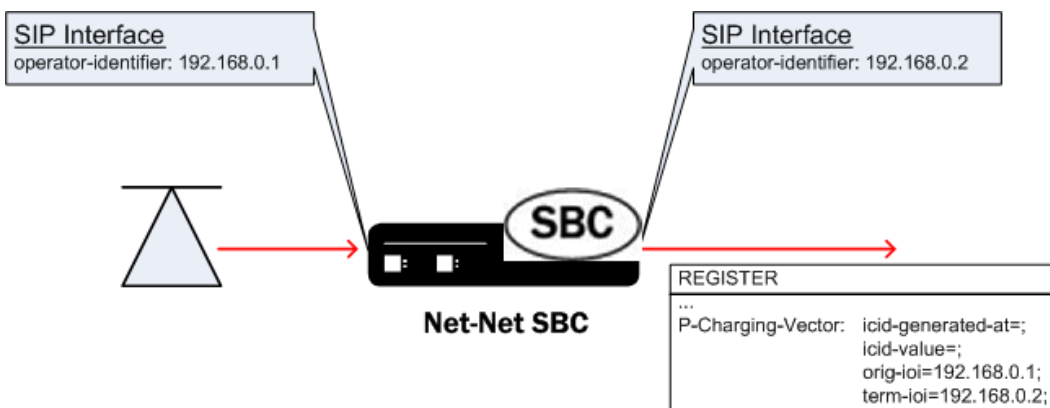 SIP Interface
operator-identifier: 192.168.0.1
SIP Interface
operator-identifier: 192.168.0.2
SBC
Net-Net SBC
REGISTER
...
P-Charging-Vector: icid-generated-at=;
icid-value=;
orig-ioi=192.168.0.1;
term-ioi=192.168.0.2;